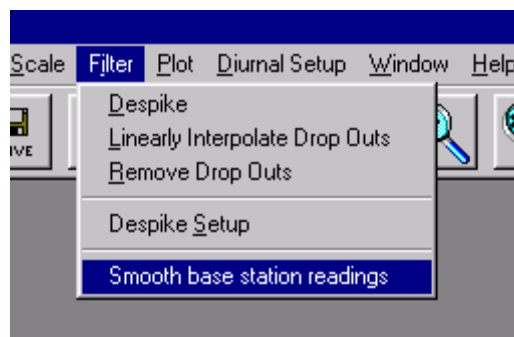 Scale Filter Plot Diurnal Setup Window Help
Despike
Linearly Interpolate Drop Outs
Remove Drop Outs
Despike Setup
Smooth base station readings